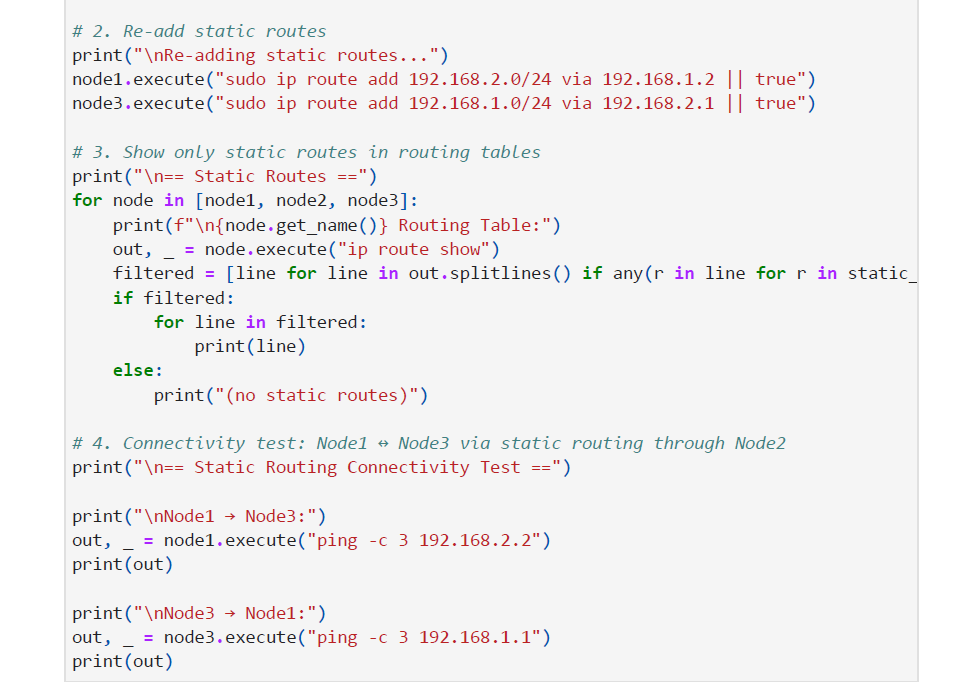 # 2. Re-add static routes
print("\nRe-adding static routes...")
node1.execute("sudo ip route add 192.168.2.0/24 via 192.168.1.2 || true")
node3.execute("sudo ip route add 192.168.1.0/24 via 192.168.2.1 || true")
# 3. Show only static routes in routing tables
print("\n== Static Routes ==")
for node in [node1, node2, node3]:
    print(f"\n{node.get_name()} Routing Table:")
    out, _ = node.execute("ip route show")
    filtered = [line for line in out.splitlines() if any(r in line for r in static_
    if filtered:
        for line in filtered:
            print(line)
    else:
        print("(no static routes)")
# 4. Connectivity test: Node1 ↔ Node3 via static routing through Node2
print("\n== Static Routing Connectivity Test ==")
print("\nNode1 → Node3:")
out, _ = node1.execute("ping -c 3 192.168.2.2")
print(out)
print("\nNode3 → Node1:")
out, _ = node3.execute("ping -c 3 192.168.1.1")
print(out)